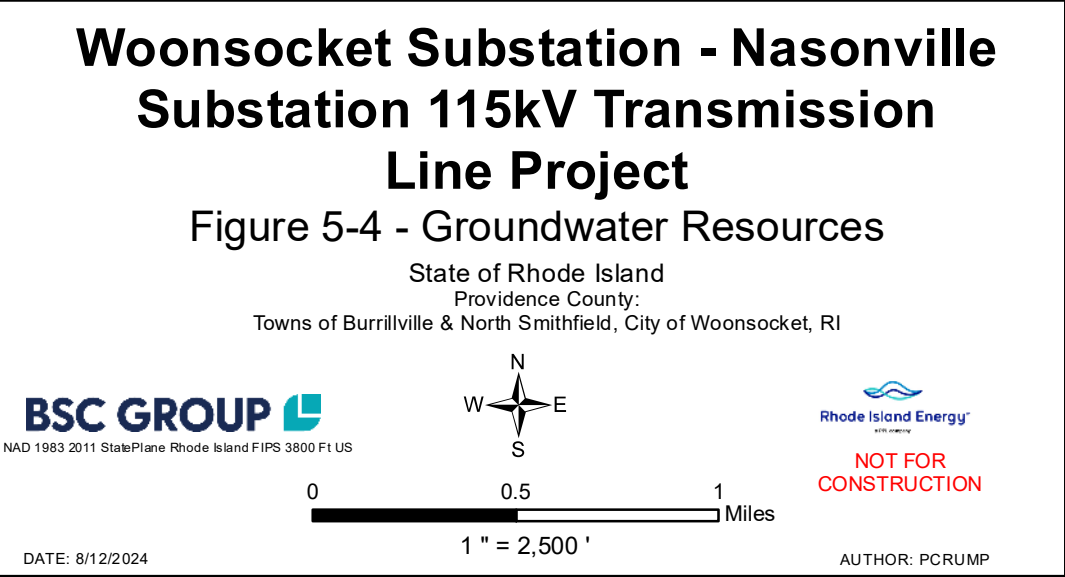 Woonsocket Substation - Nasonville
Substation 115kV Transmission
Line Project
Figure 5-4 - Groundwater Resources
State of Rhode Island
Providence County:
Towns of Burrillville & North Smithfield, City of Woonsocket, RI
N
W E
S
BSC GROUP
NAD 1983 2011 StatePlane Rhode Island FIPS 3800 Ft US
Rhode Island Energy™
a PPL company
NOT FOR
CONSTRUCTION
0 0.5 1
Miles
1 " = 2,500 '
DATE: 8/12/2024
AUTHOR: PCRUMP